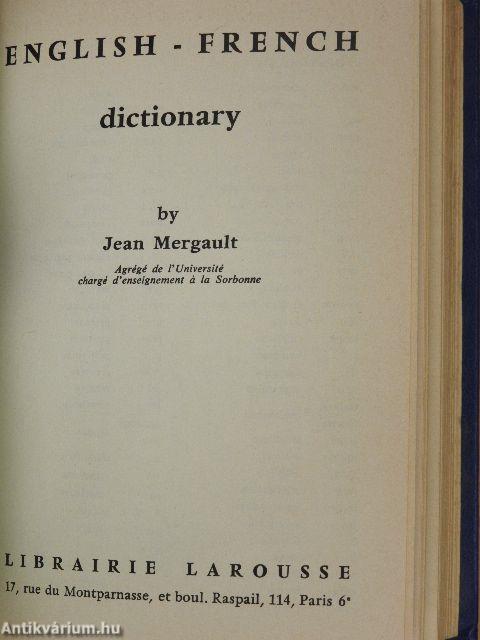 ENGLISH - FRENCH
dictionary
by
Jean Mergault
Agrégé de l'Université
chargé d'enseignement à la Sorbonne
LIBRAIRIE LAROUSSE
17, rue du Montparnasse, et boul. Raspail, 114, Paris 6e
Antikvárium.hu